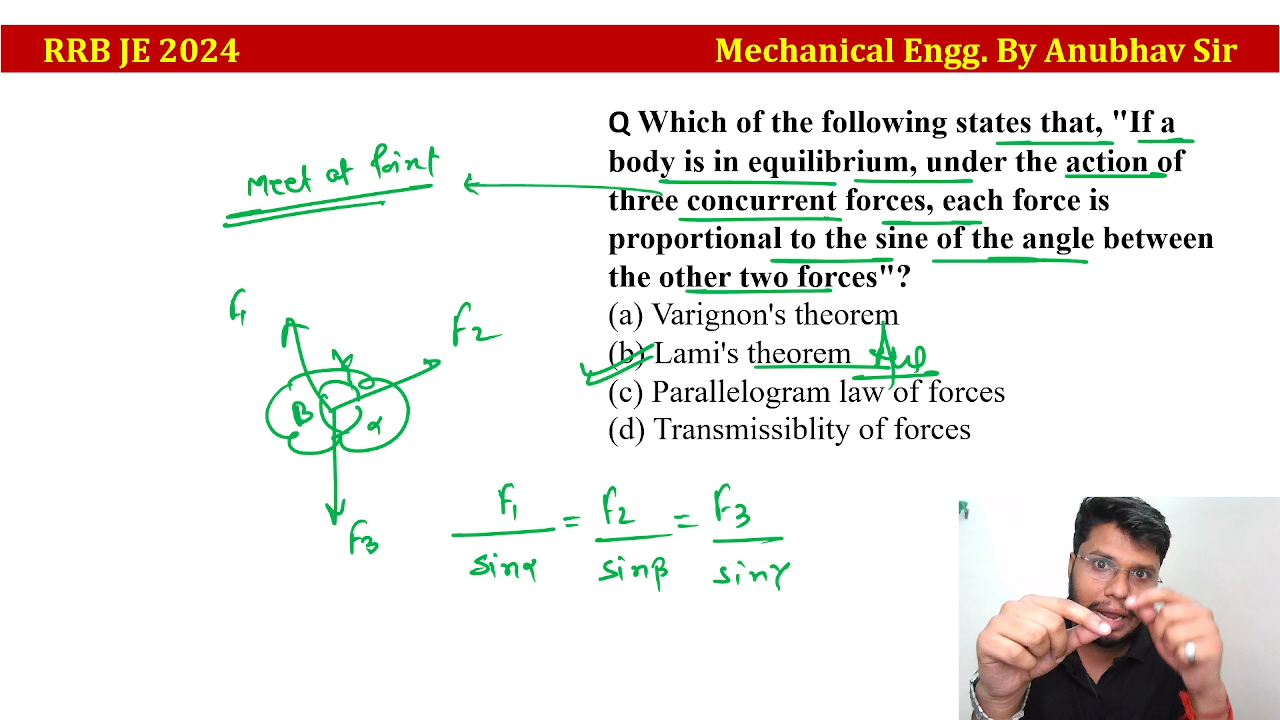 RRB JE 2024
Mechanical Engg. By Anubhav Sir
Q Which of the following states that, "If a
body is in equilibrium, under the action of
three concurrent forces, each force is
proportional to the sine of the angle between
the other two forces"?
(a) Varignon's theorem
(b) Lami's theorem Ans
(c) Parallelogram law of forces
(d) Transmissiblity of forces
Meet at Point
F1
F2
γ
B
α
F3
F1 = F2 = F3
sinα sinβ sinγ